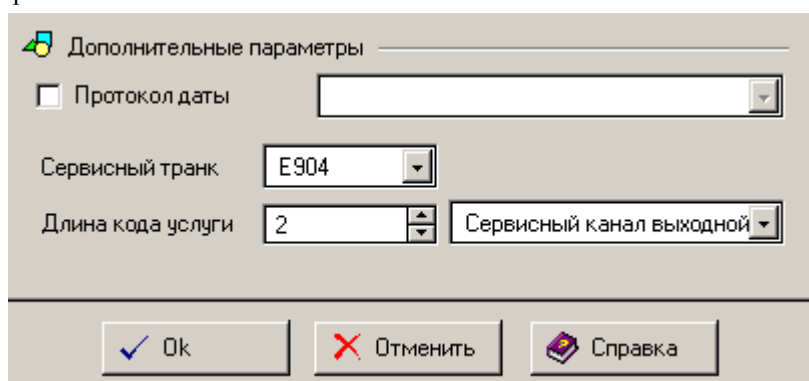 Дополнительные параметры
Протокол даты
Сервисный транк E904
Длина кода услуги 2 Сервисный канал выходной
Ok Отменить Справка